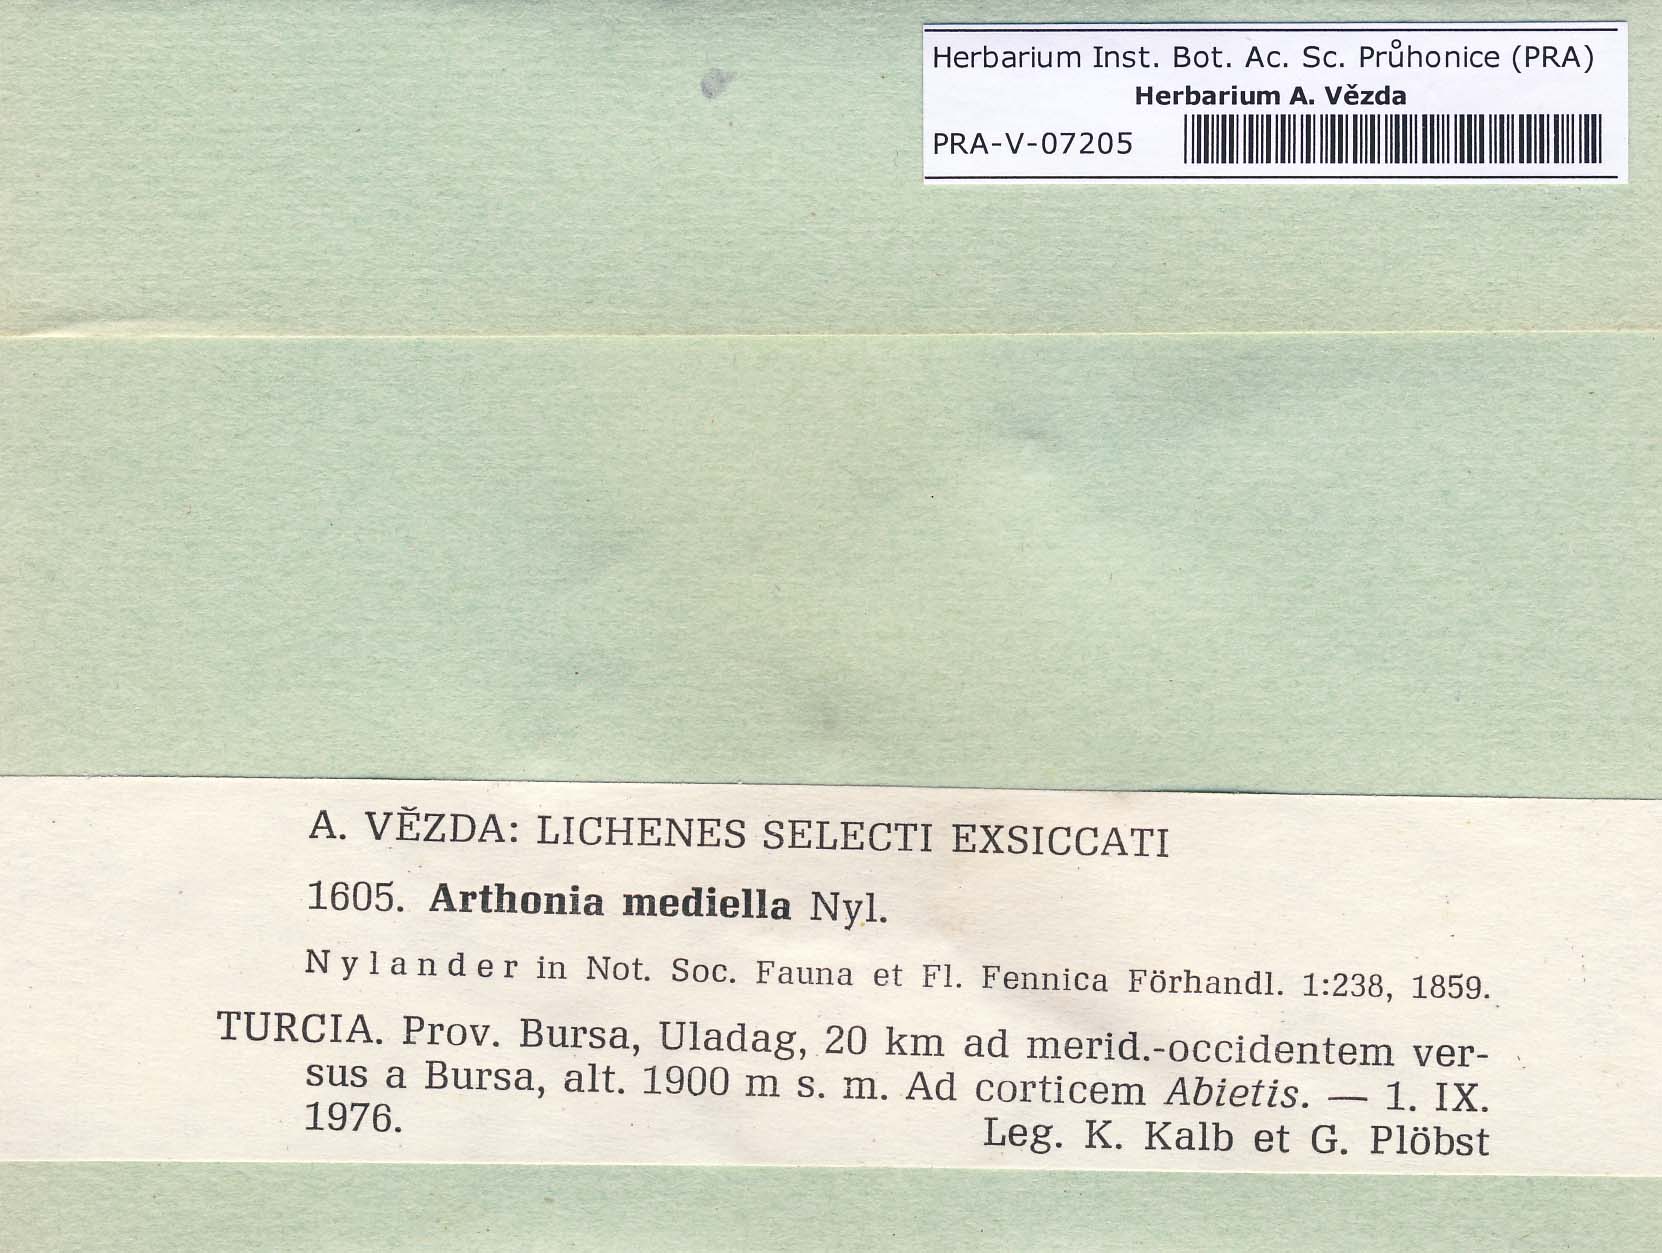 Herbarium Inst. Bot. Ac. Sc. Průhonice (PRA)
Herbarium A. Vězda
PRA-V-07205
A. VĚZDA: LICHENES SELECTI EXSICCATI
1605. Arthonia mediella Nyl.
Nylander in Not. Soc. Fauna et Fl. Fennica Förhandl. 1:238, 1859.
TURCIA. Prov. Bursa, Uladag, 20 km ad merid.-occidentem ver-
sus a Bursa, alt. 1900 m s. m. Ad corticem Abietis. — 1. IX.
1976. Leg. K. Kalb et G. Plöbst